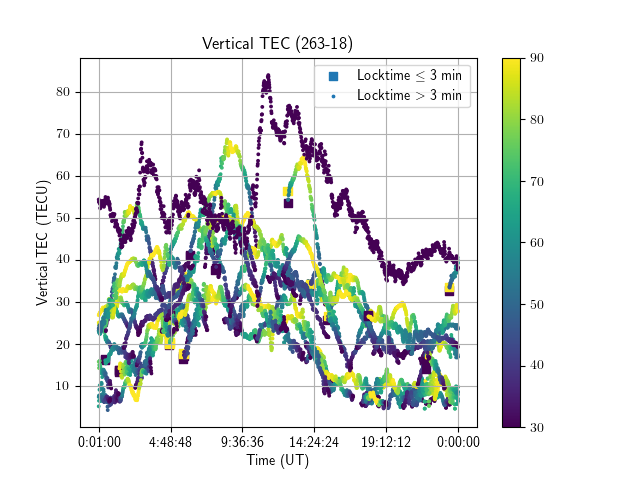 Vertical TEC (263-18)
Locktime ≤ 3 min
Locktime > 3 min
Vertical TEC (TECU)
80
70
60
50
40
30
20
10
0:01:00 4:48:48 9:36:36 14:24:24 19:12:12 0:00:00
Time (UT)
90
80
70
60
50
40
30